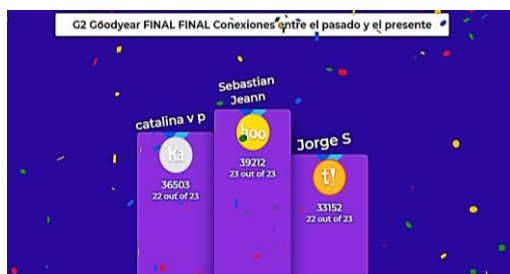 G2 Goodyear FINAL FINAL Conexiones entre el pasado y el presente
Sebastian
Jeann
catalina v p
Jorge S
hoo
Ka
t!
39212
23 out of 23
36503
22 out of 23
33152
22 out of 23